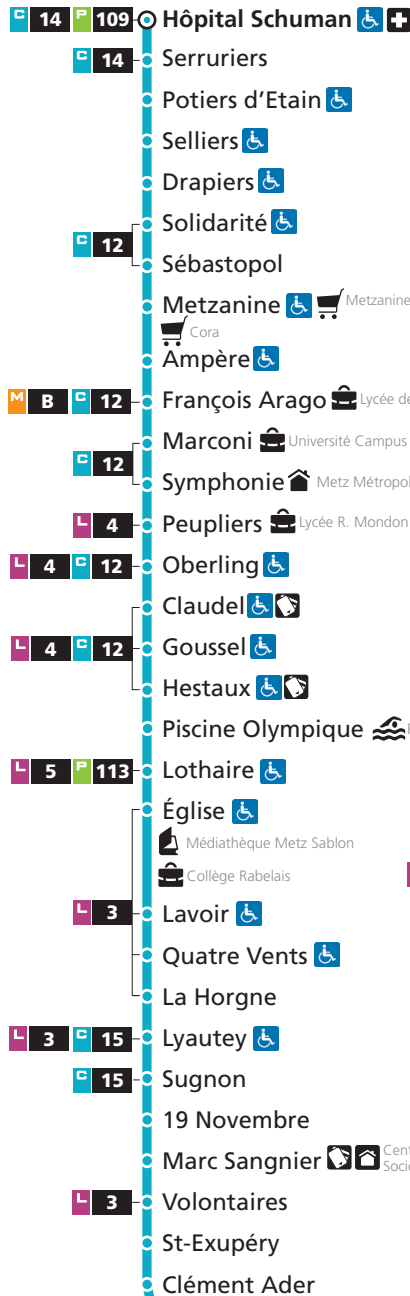 C 14 P 109 Hôpital Schuman
C 14 Serruriers
Potiers d’Etain
Selliers
Drapiers
Solidarité
C 12
Sébastopol
Metzanine Metzanine
Cora
Ampère
M B C 12 François Arago Lycée de
Marconi Université Campus
C 12
Symphonie Metz Métropol
L 4 Peupliers Lycée R. Mondon
L 4 C 12 Oberling
Claudel
L 4 C 12 Goussel
Hestaux
Piscine Olympique
L 5 P 113 Lothaire
Église
Médiathèque Metz Sablon
Collège Rabelais
L 3 Lavoir
Quatre Vents
La Horgne
L 3 C 15 Lyautey
C 15 Sugnon
19 Novembre
Marc Sangnier Cent
Socié
L 3 Volontaires
St-Exupéry
Clément Ader